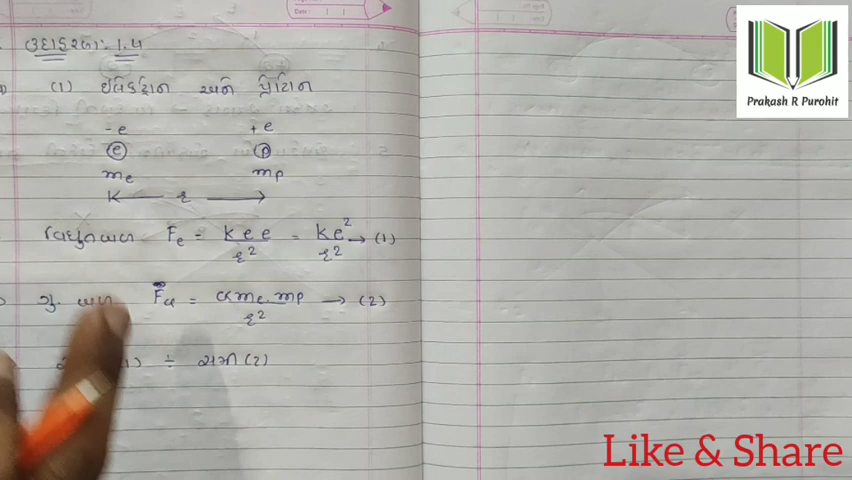 ઉદાહરણ: 1.4
(1) ઈલેક્ટ્રોન અને પ્રોટોન
-e +e
e p
me mp
r
વિદ્યુતબળ Fe = kee/r² = ke²/r² → (1)
ગુ. બળ FG = Gme.mp/r² → (2)
1) ÷ સમી (2)
Prakash R Purohit
Like & Share